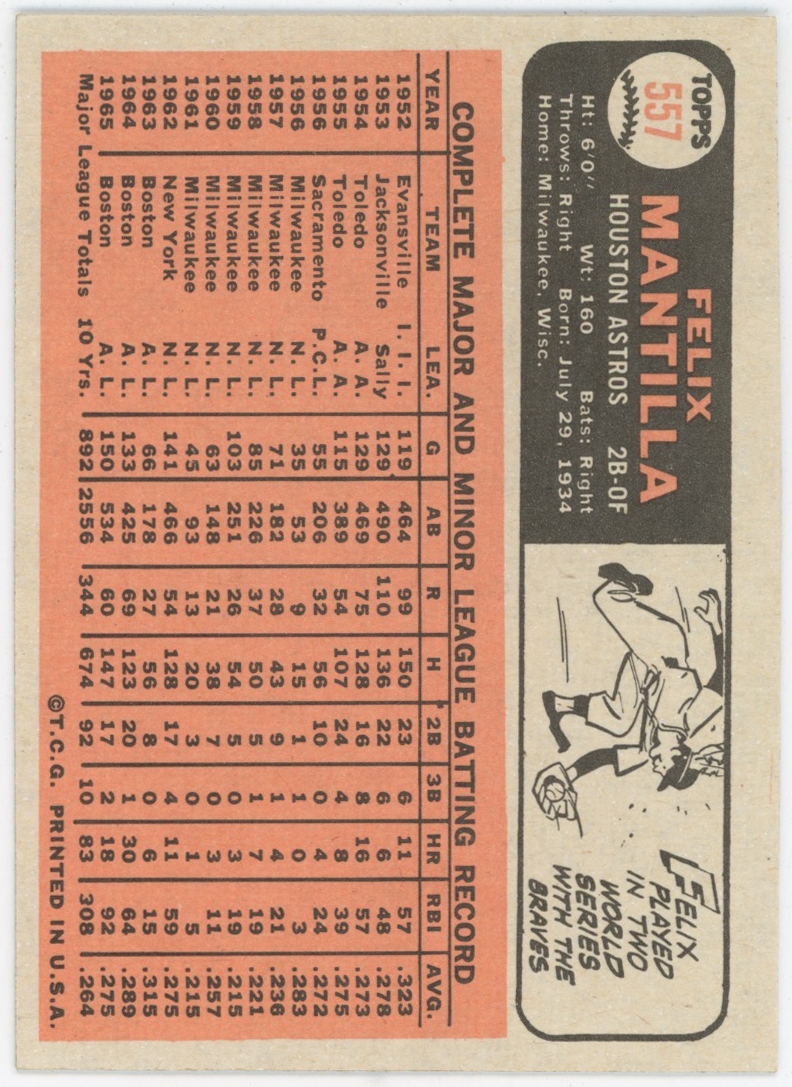 TOPPS
557
FELIX
MANTILLA
HOUSTON ASTROS 2B-OF
Ht: 6'0" Wt: 160 Bats: Right
Throws: Right Born: July 29, 1934
Home: Milwaukee, Wisc.
FELIX
PLAYED
IN TWO
WORLD
SERIES
WITH THE
BRAVES
COMPLETE MAJOR AND MINOR LEAGUE BATTING RECORD
YEAR TEAM LEA. G AB R H 2B 3B HR RBI AVG.
1952 Evansville I. I. I. 119 464 99 150 23 6 11 57 .323
1953 Jacksonville Sally 129 490 110 136 22 6 6 48 .278
1954 Toledo A. A. 129 469 75 128 16 8 16 57 .273
1955 Toledo A. A. 115 389 54 107 24 4 8 39 .275
1956 Sacramento P.C.L. 55 206 32 56 10 0 4 24 .272
1956 Milwaukee N. L. 35 53 9 15 1 1 0 3 .283
1957 Milwaukee N. L. 71 182 28 43 9 1 4 21 .236
1958 Milwaukee N. L. 85 226 37 50 5 1 7 19 .221
1959 Milwaukee N. L. 103 251 26 54 5 0 3 19 .215
1960 Milwaukee N. L. 63 148 21 38 7 0 3 11 .257
1961 Milwaukee N. L. 45 93 13 20 3 0 1 5 .215
1962 New York N. L. 141 466 54 128 17 4 11 59 .275
1963 Boston A. L. 66 178 27 56 8 0 6 15 .315
1964 Boston A. L. 133 425 69 123 20 1 30 64 .289
1965 Boston A. L. 150 534 60 147 17 2 18 92 .275
Major League Totals 10 Yrs. 892 2556 344 674 92 10 83 308 .264
©T.C.G. PRINTED IN U.S.A.